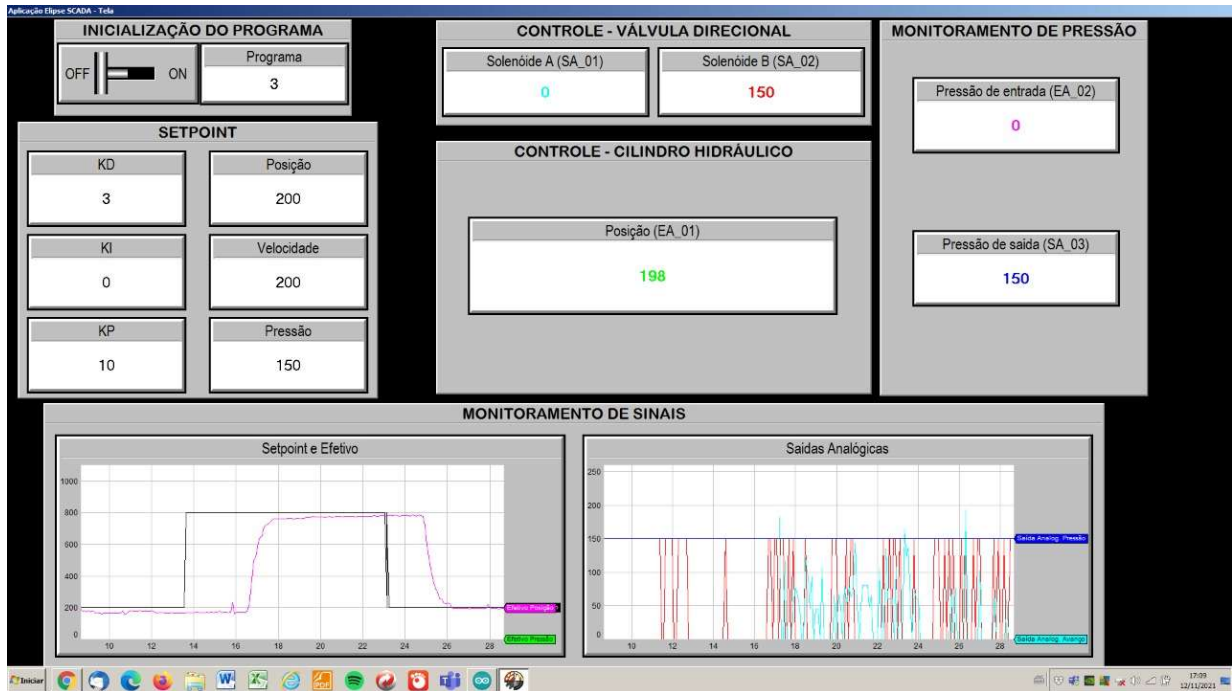 Aplicação Elipse SCADA - Tela
INICIALIZAÇÃO DO PROGRAMA
OFF
ON
Programa
3
SETPOINT
KD
3
Posição
200
KI
0
Velocidade
200
KP
10
Pressão
150
CONTROLE - VÁLVULA DIRECIONAL
Solenóide A (SA_01)
0
Solenóide B (SA_02)
150
CONTROLE - CILINDRO HIDRÁULICO
Posição (EA_01)
198
MONITORAMENTO DE PRESSÃO
Pressão de entrada (EA_02)
0
Pressão de saida (SA_03)
150
MONITORAMENTO DE SINAIS
Setpoint e Efetivo
1000
800
600
400
200
0
10 12 14 16 18 20 22 24 26 28
Efetivo Posição
Efetivo Pressão
Saidas Analógicas
250
200
150
100
50
0
10 12 14 16 18 20 22 24 26 28
Saída Analog. Pressão
Saída Analog. Avanço
Iniciar
17:09
12/11/2021